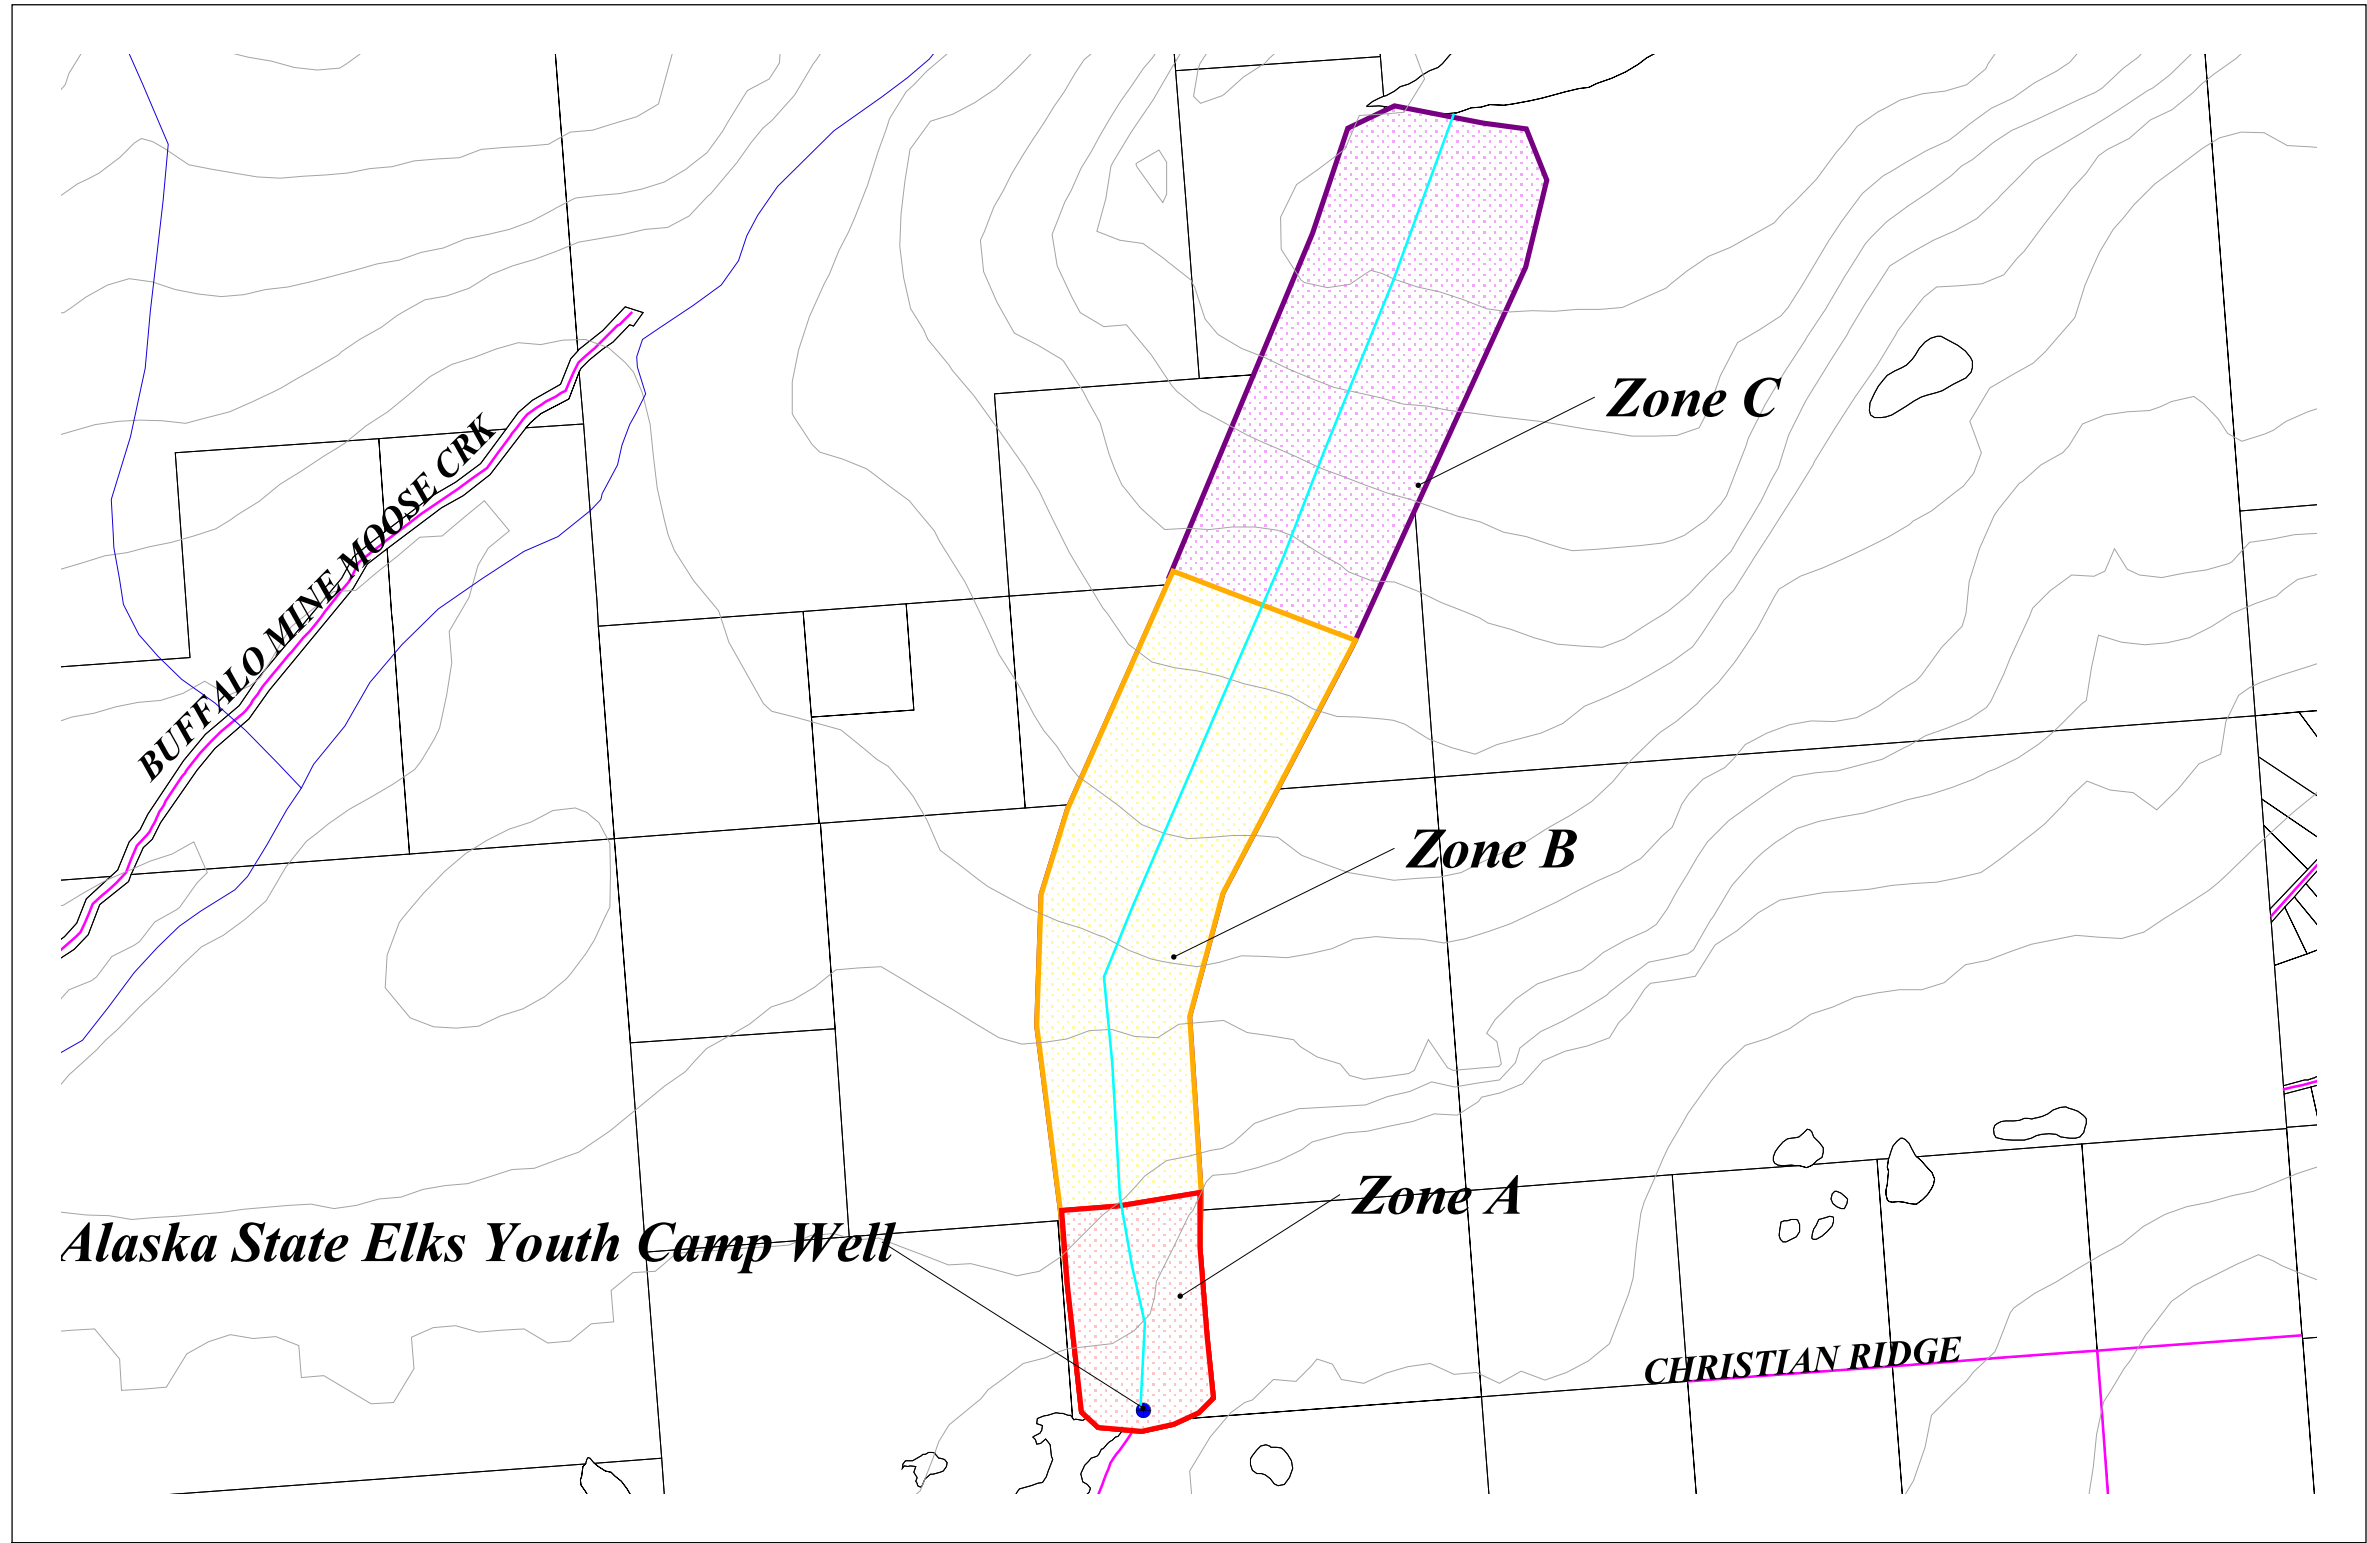 Zone C
BUFFALO MINE MOOSE CRK
Zone B
Zone A
Alaska State Elks Youth Camp Well
CHRISTIAN RIDGE